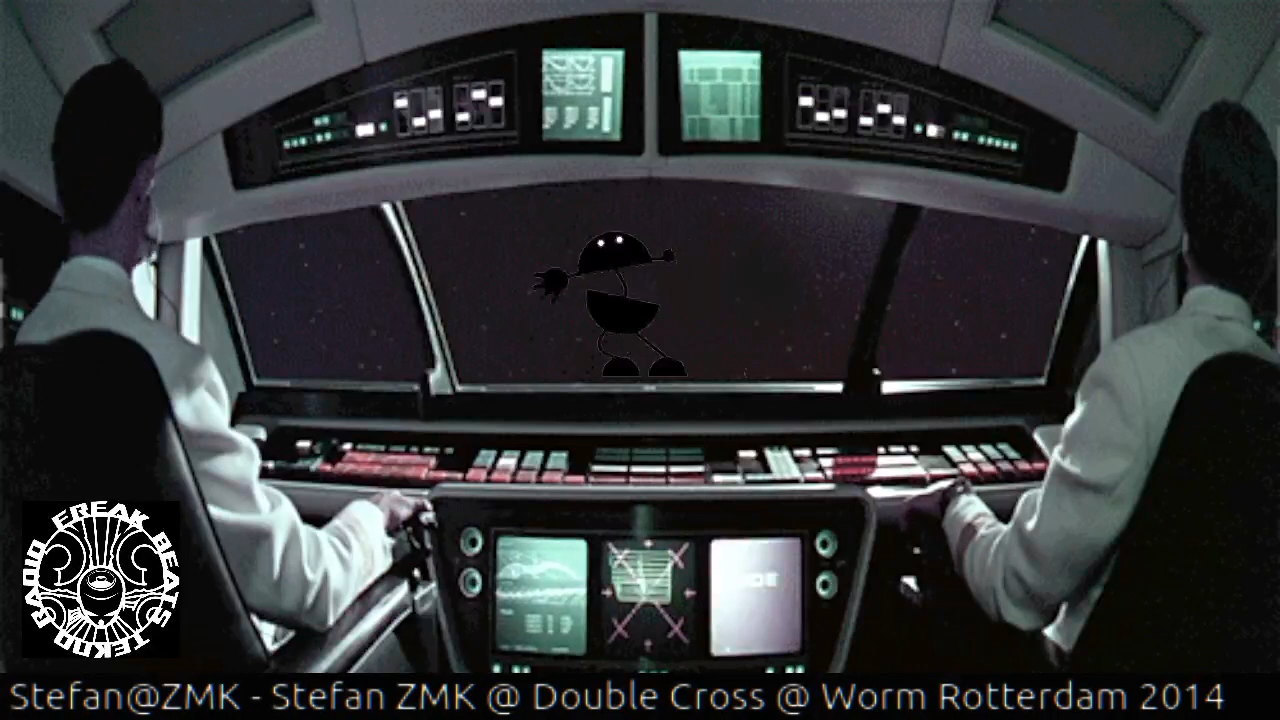 FREAK BEATS TEKNO RADIO
Stefan@ZMK - Stefan ZMK @ Double Cross @ Worm Rotterdam 2014